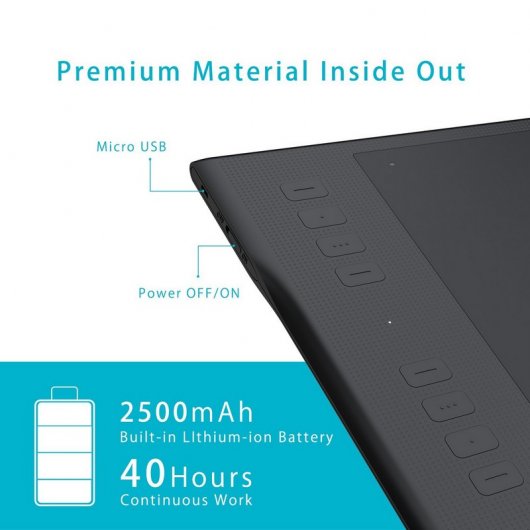 Premium Material Inside Out
Micro USB
Power OFF/ON
2500mAh
Built-in LIthium-ion Battery
40Hours
Continuous Work